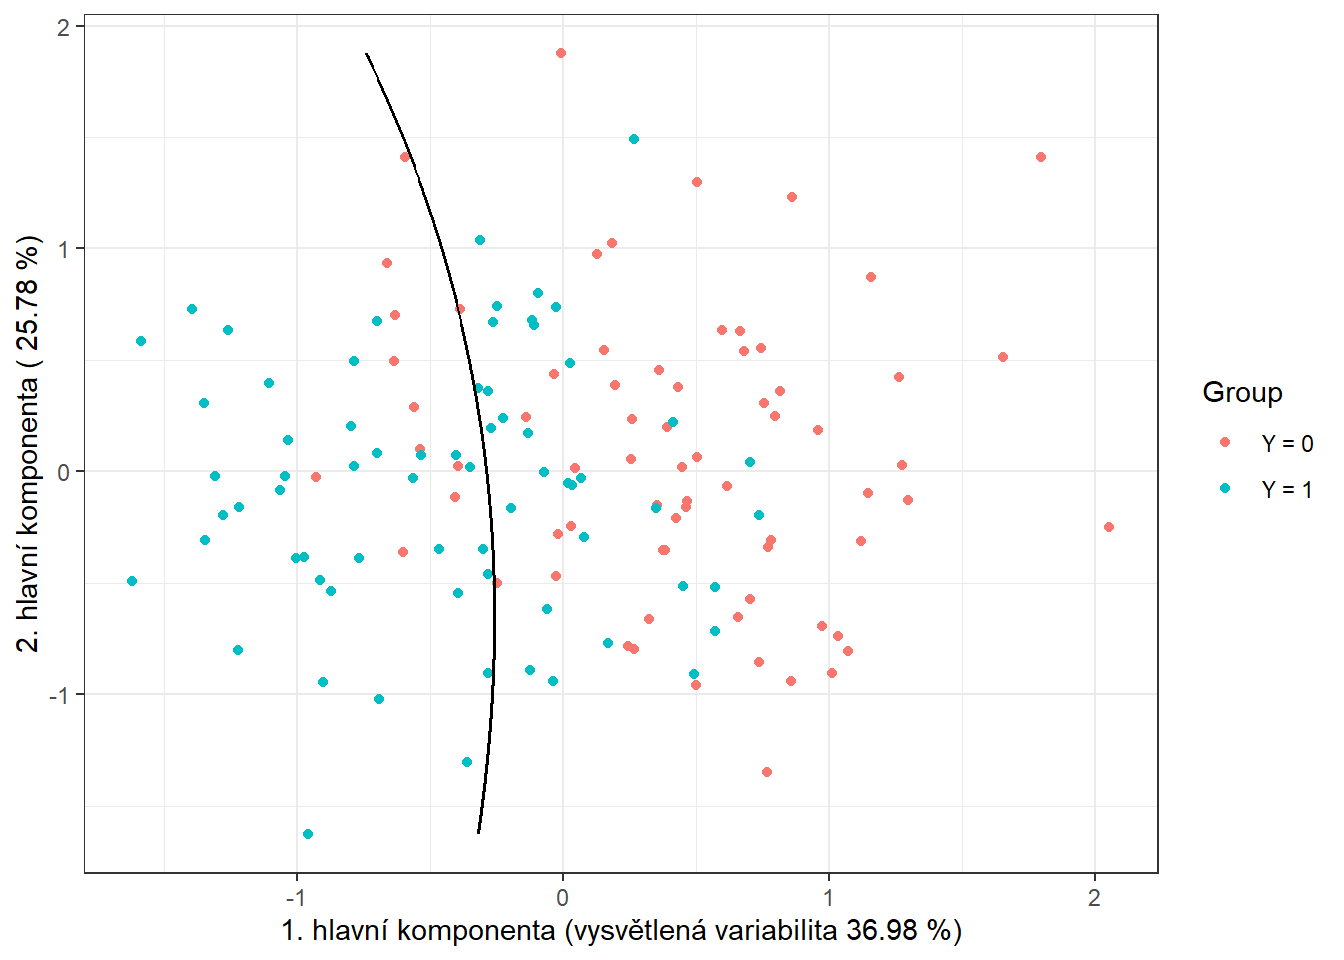 2
1
0
-1
2. hlavní komponenta ( 25.78 %)
-1
0
1
2
1. hlavní komponenta (vysvětlená variabilita 36.98 %)
Group
Y = 0
Y = 1